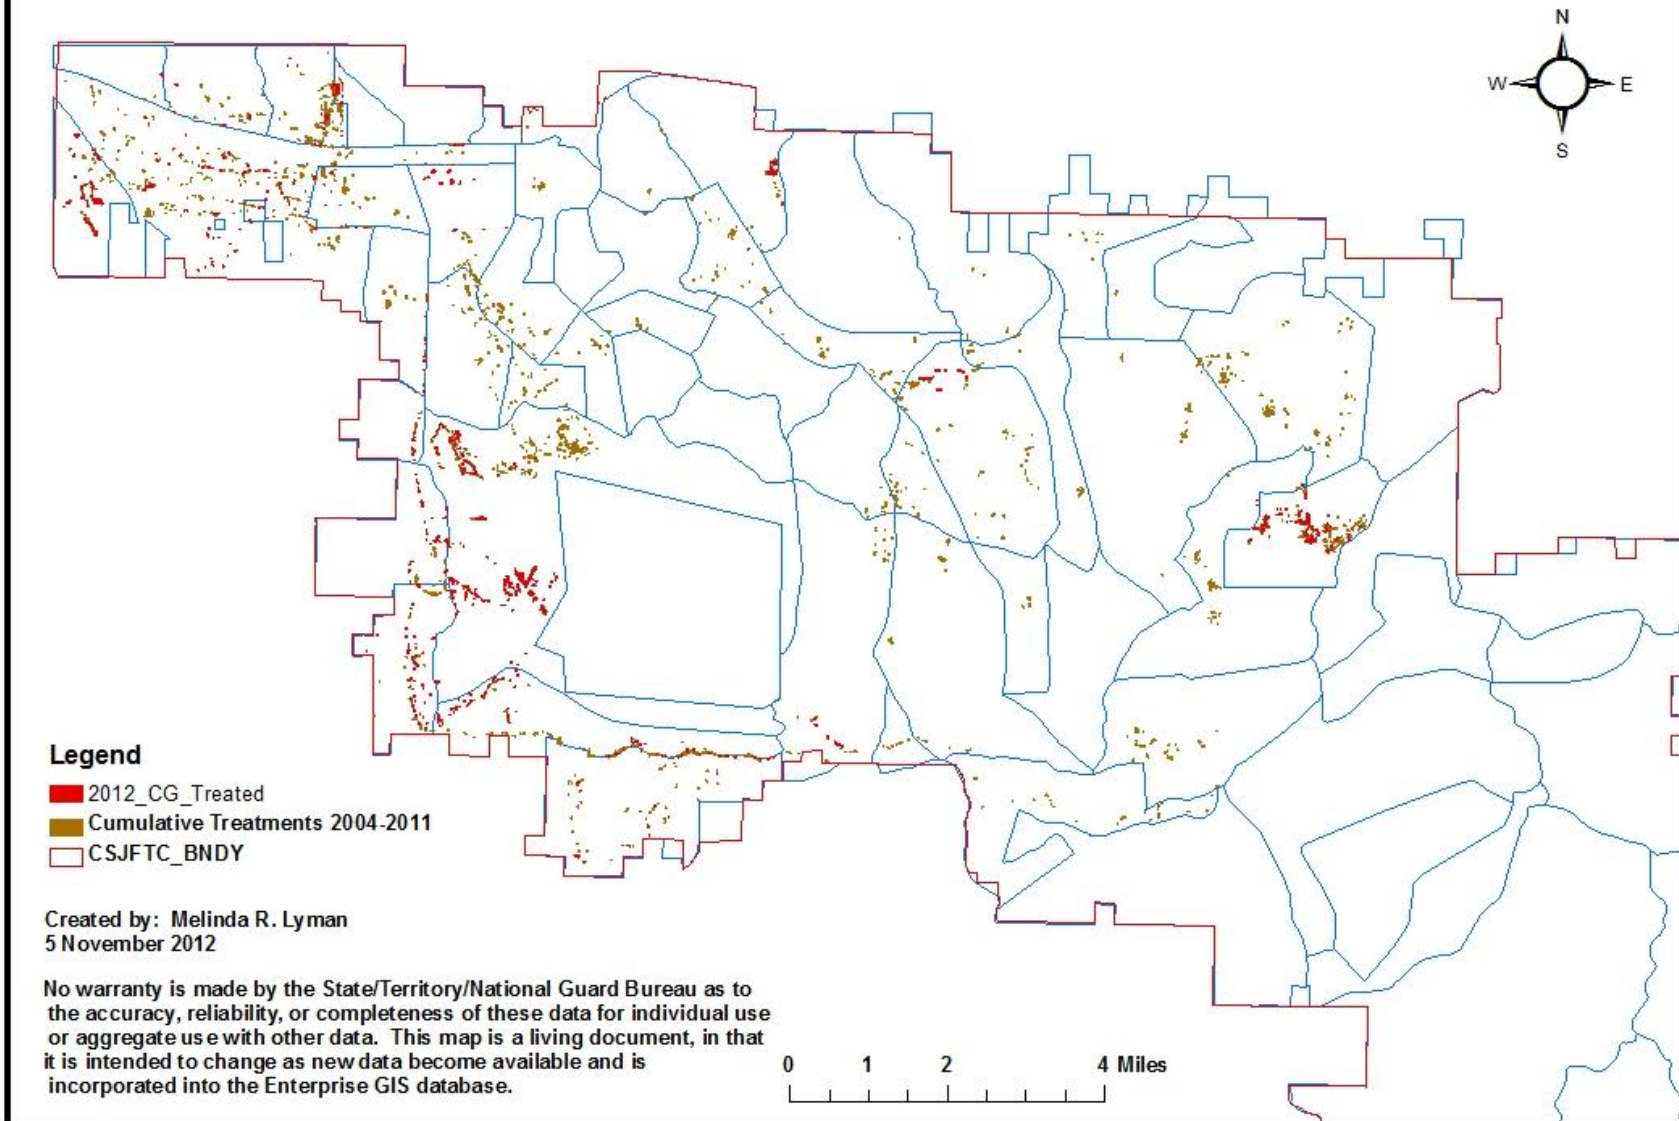 N
W E
S
Legend
2012_CG_Treated
Cumulative Treatments 2004-2011
CSJFTC_BNDY
Created by: Melinda R. Lyman
5 November 2012
No warranty is made by the State/Territory/National Guard Bureau as to
the accuracy, reliability, or completeness of these data for individual use
or aggregate use with other data. This map is a living document, in that
it is intended to change as new data become available and is
incorporated into the Enterprise GIS database.
0 1 2 4 Miles